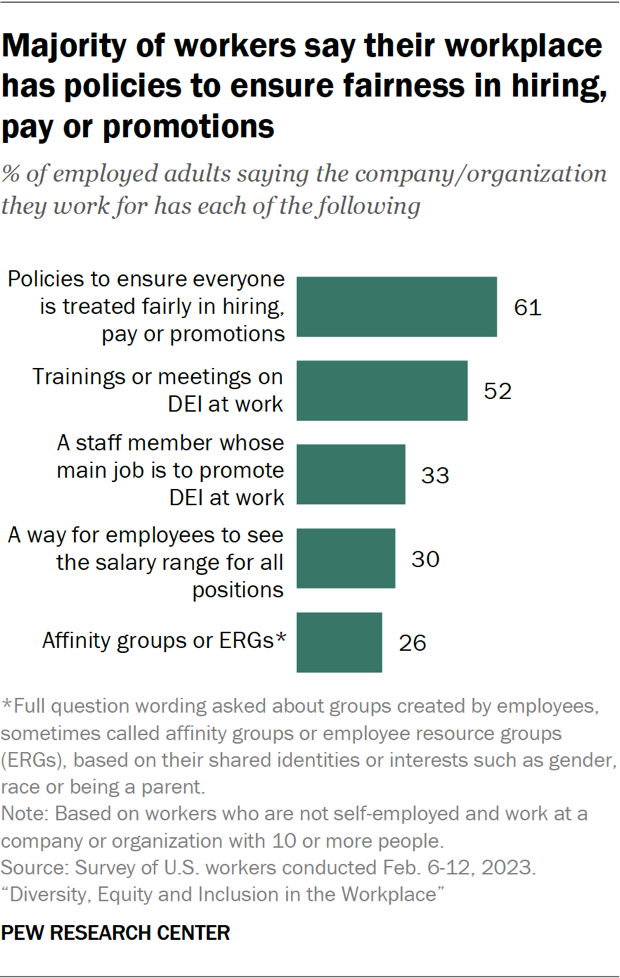 Majority of workers say their workplace
has policies to ensure fairness in hiring,
pay or promotions
% of employed adults saying the company/organization
they work for has each of the following
Policies to ensure everyone
is treated fairly in hiring,
pay or promotions
61
Trainings or meetings on
DEI at work
52
A staff member whose
main job is to promote
DEI at work
33
A way for employees to see
the salary range for all
positions
30
Affinity groups or ERGs*
26
*Full question wording asked about groups created by employees,
sometimes called affinity groups or employee resource groups
(ERGs), based on their shared identities or interests such as gender,
race or being a parent.
Note: Based on workers who are not self-employed and work at a
company or organization with 10 or more people.
Source: Survey of U.S. workers conducted Feb. 6-12, 2023.
“Diversity, Equity and Inclusion in the Workplace”
PEW RESEARCH CENTER